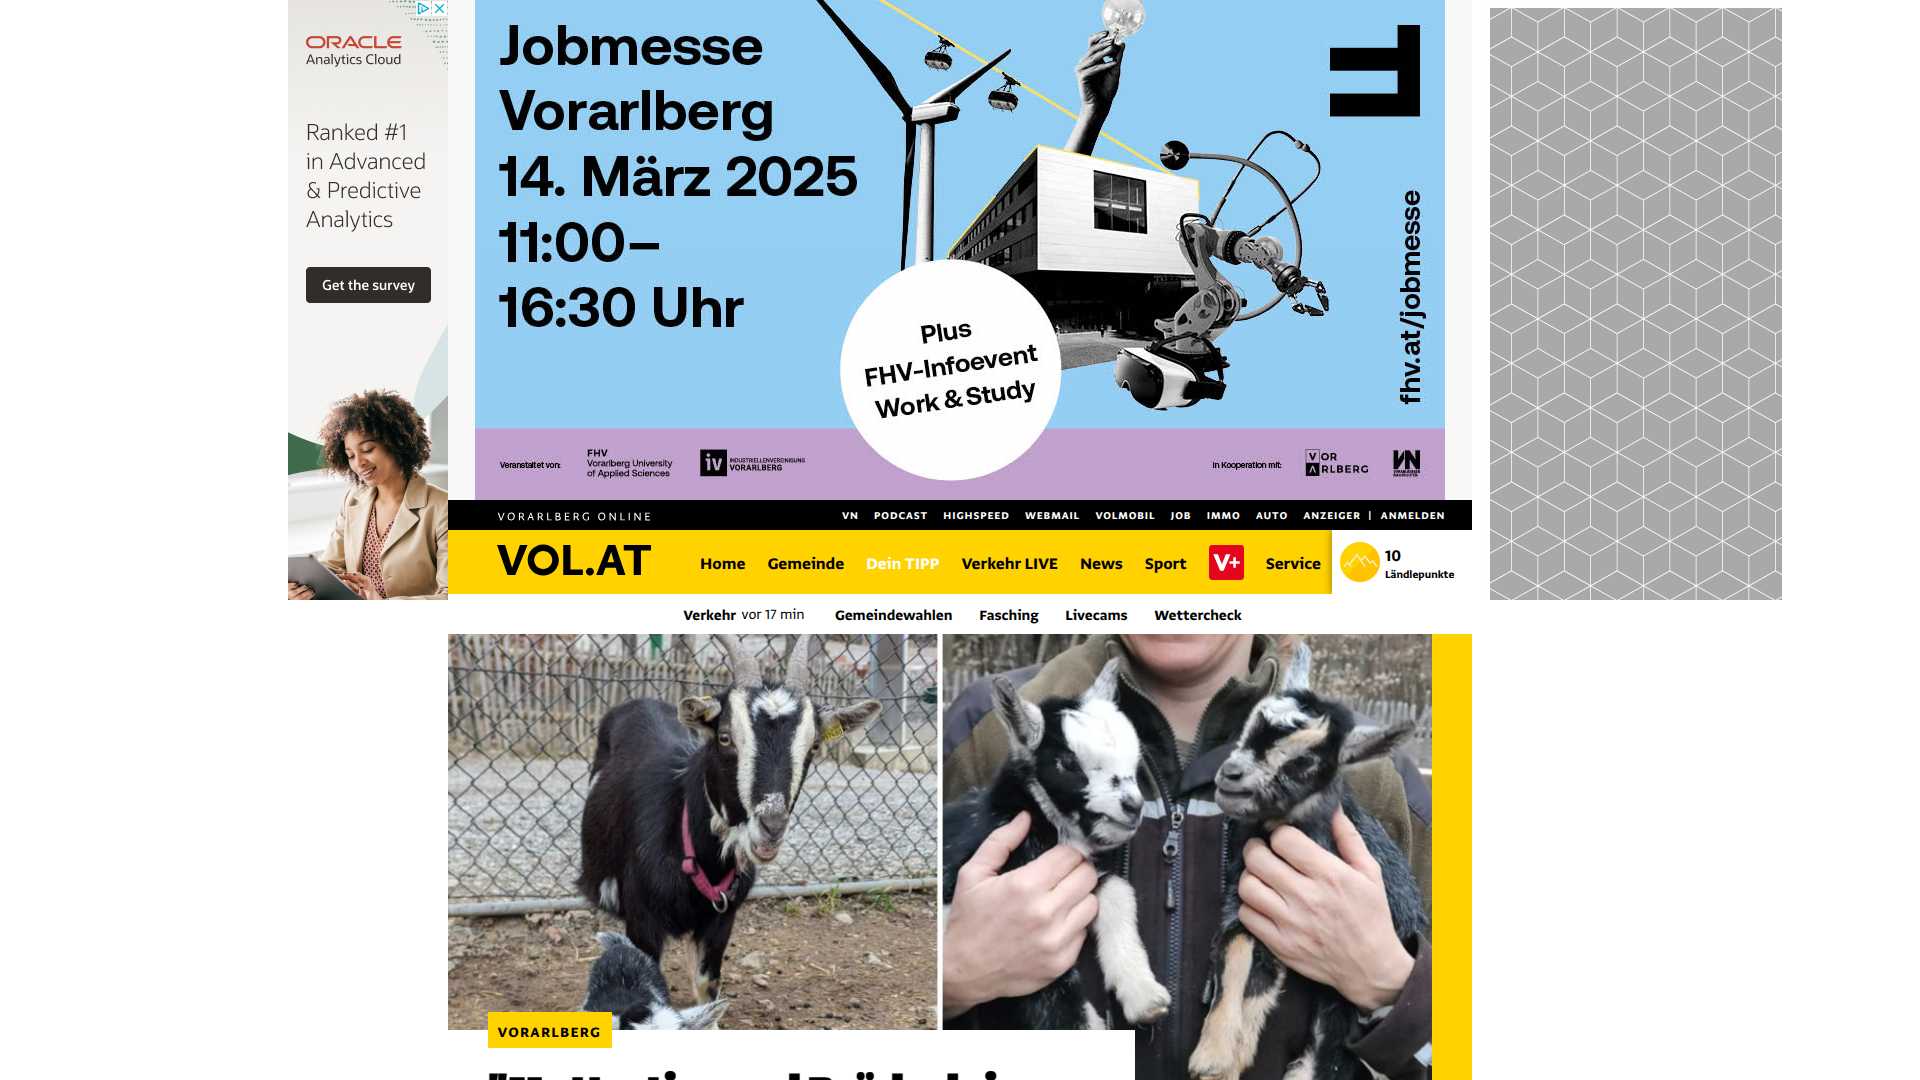 ORACLE
Analytics Cloud
Ranked #1
in Advanced
& Predictive
Analytics
Get the survey
Jobmesse
Vorarlberg
14. März 2025
11:00–
16:30 Uhr
Plus
FHV-Infoevent
Work & Study
fhv.at/jobmesse
Veranstaltet von:
FHV
Vorarlberg University
of Applied Sciences
iv
INDUSTRIELLENVEREINIGUNG
VORARLBERG
In Kooperation mit:
VOR
ARLBERG
VN
VORARLBERG ONLINE
VN PODCAST HIGHSPEED WEBMAIL VOLMOBIL JOB IMMO AUTO ANZEIGER | ANMELDEN
VOL.AT
Home Gemeinde Dein TIPP Verkehr LIVE News Sport V+ Service
10
Ländlepunkte
Verkehr vor 17 min Gemeindewahlen Fasching Livecams Wettercheck
VORARLBERG